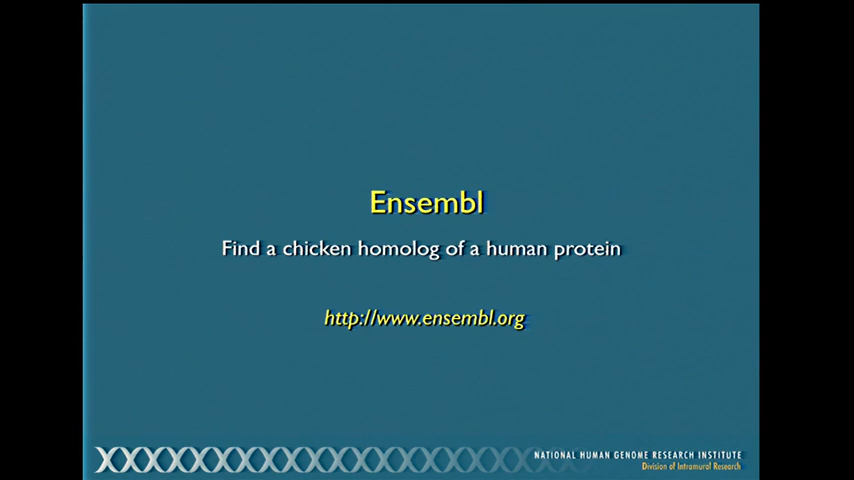 Ensembl
Find a chicken homolog of a human protein
http://www.ensembl.org
NATIONAL HUMAN GENOME RESEARCH INSTITUTE
Division of Intramural Research